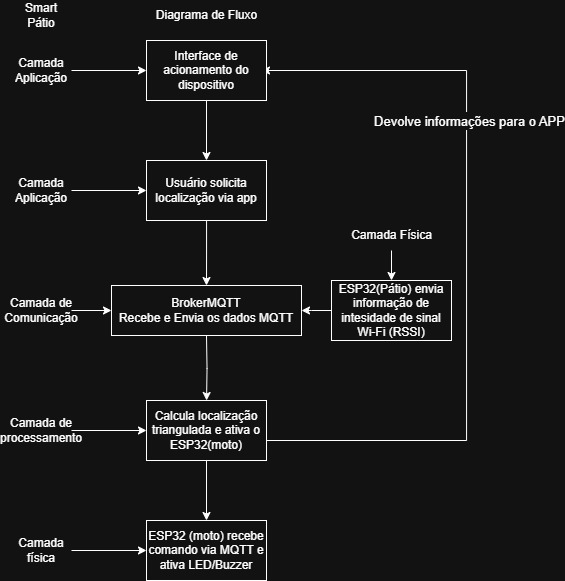 Smart
Pátio
Diagrama de Fluxo
Camada
Aplicação
Interface de
acionamento do
dispositivo
Devolve informações para o APP
Camada
Aplicação
Usuário solicita
localização via app
Camada Física
Camada de
Comunicação
BrokerMQTT
Recebe e Envia os dados MQTT
ESP32(Pátio) envia
informação de
intesidade de sinal
Wi-Fi (RSSI)
Camada de
processamento
Calcula localização
triangulada e ativa o
ESP32(moto)
Camada
física
ESP32 (moto) recebe
comando via MQTT e
ativa LED/Buzzer